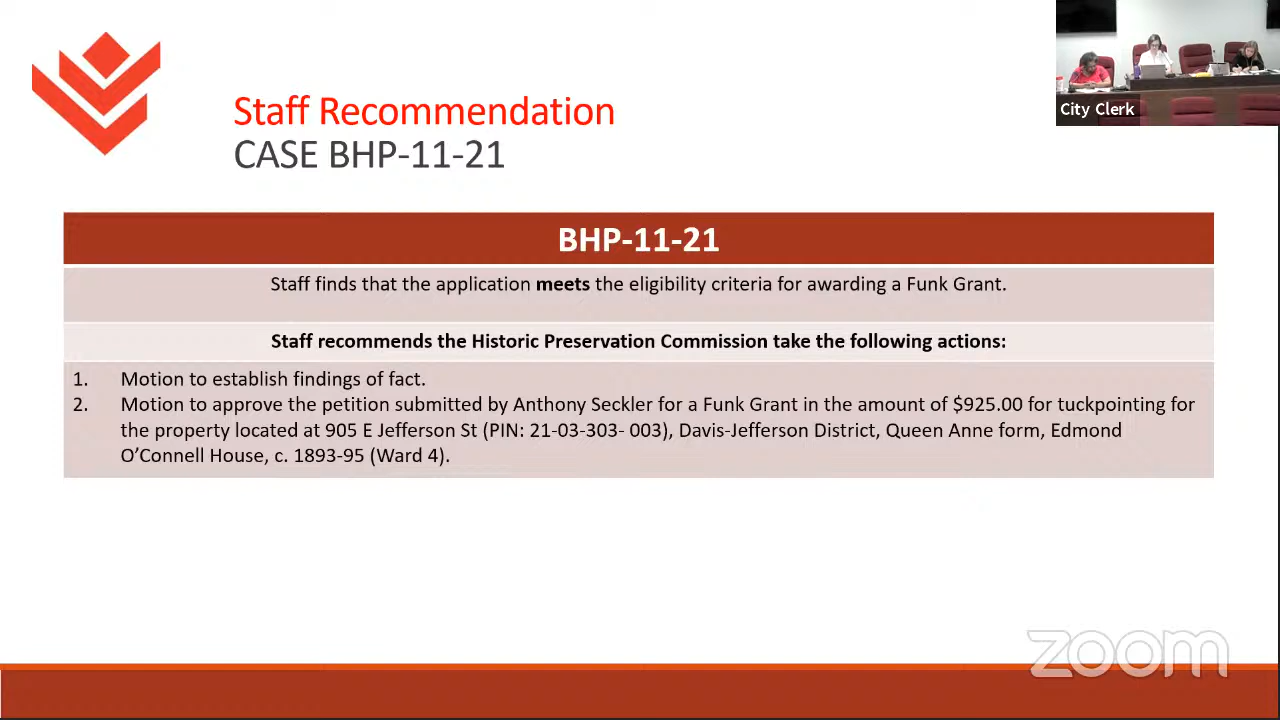 City Clerk
Staff Recommendation
CASE BHP-11-21
BHP-11-21
Staff finds that the application meets the eligibility criteria for awarding a Funk Grant.
Staff recommends the Historic Preservation Commission take the following actions:
1. Motion to establish findings of fact.
2. Motion to approve the petition submitted by Anthony Seckler for a Funk Grant in the amount of $925.00 for tuckpointing for
the property located at 905 E Jefferson St (PIN: 21-03-303- 003), Davis-Jefferson District, Queen Anne form, Edmond
O’Connell House, c. 1893-95 (Ward 4).
zoom